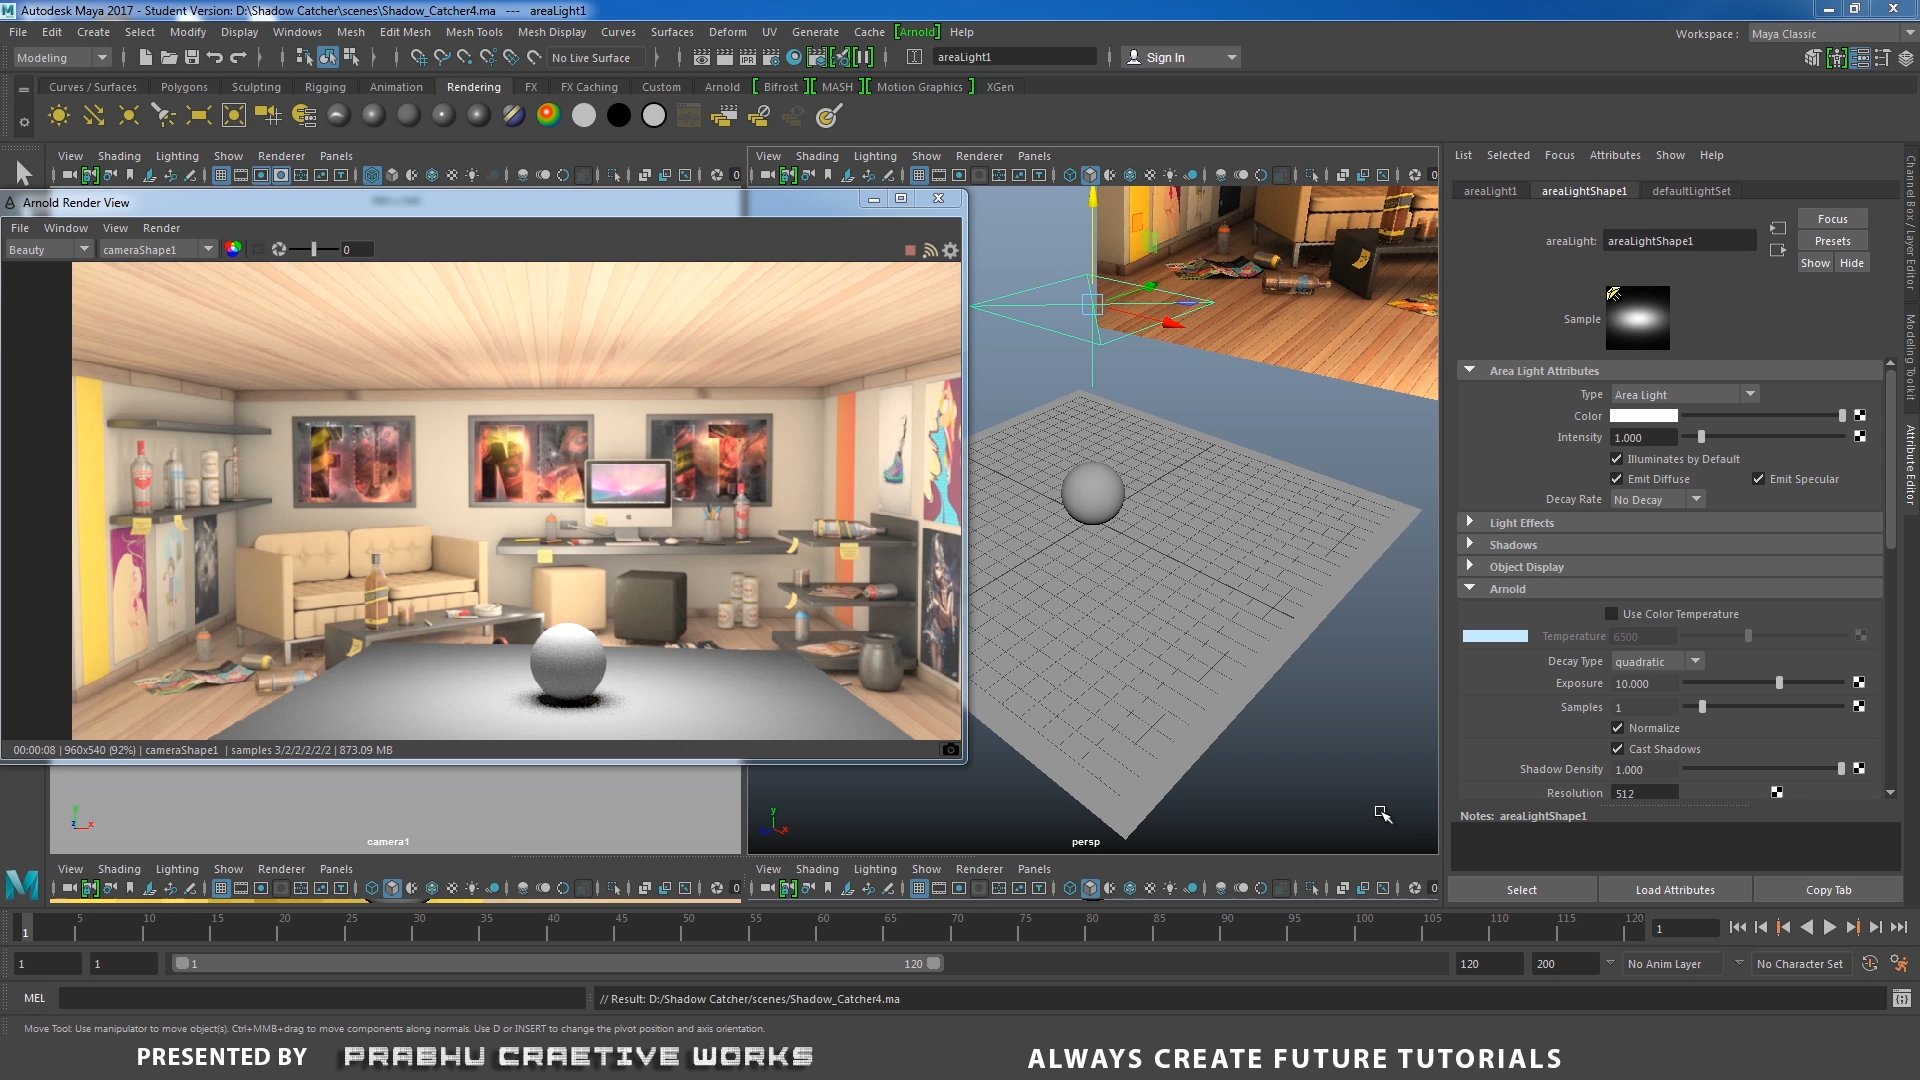 Autodesk Maya 2017 - Student Version: D:\Shadow Catcher\scenes\Shadow_Catcher4.ma --- areaLight1
File Edit Create Select Modify Display Windows Mesh Edit Mesh Mesh Tools Mesh Display Curves Surfaces Deform UV Generate Cache [Arnold] Help
Workspace : Maya Classic
Modeling No Live Surface areaLight1 Sign In
Curves / Surfaces Polygons Sculpting Rigging Animation Rendering FX FX Caching Custom Arnold Bifrost MASH Motion Graphics XGen
View Shading Lighting Show Renderer Panels
View Shading Lighting Show Renderer Panels
List Selected Focus Attributes Show Help
areaLight1 areaLightShape1 defaultLightSet
Arnold Render View
File Window View Render
Beauty cameraShape1 0
00:00:08 | 960x540 (92%) | cameraShape1 | samples 3/2/2/2/2/2 | 873.09 MB
camera1
persp
Focus
areaLight: areaLightShape1
Presets
Show Hide
Sample
Area Light Attributes
Type Area Light
Color
Intensity 1.000
Illuminates by Default
Emit Diffuse Emit Specular
Decay Rate No Decay
Light Effects
Shadows
Object Display
Arnold
Use Color Temperature
Temperature 6500
Decay Type quadratic
Exposure 10.000
Samples 1
Normalize
Cast Shadows
Shadow Density 1.000
Resolution 512
Notes: areaLightShape1
Select Load Attributes Copy Tab
Channel Box / Layer Editor
Modeling Toolkit
Attribute Editor
View Shading Lighting Show Renderer Panels
View Shading Lighting Show Renderer Panels
1 5 10 15 20 25 30 35 40 45 50 55 60 65 70 75 80 85 90 95 100 105 110 115 120
1
1 1 1 120 120 200 No Anim Layer No Character Set
MEL // Result: D:/Shadow Catcher/scenes/Shadow_Catcher4.ma
Move Tool: Use manipulator to move object(s). Ctrl+MMB+drag to move components along normals. Use D or INSERT to change the pivot position and axis orientation.
PRESENTED BY PRABHU CRAETIVE WORKS
ALWAYS CREATE FUTURE TUTORIALS